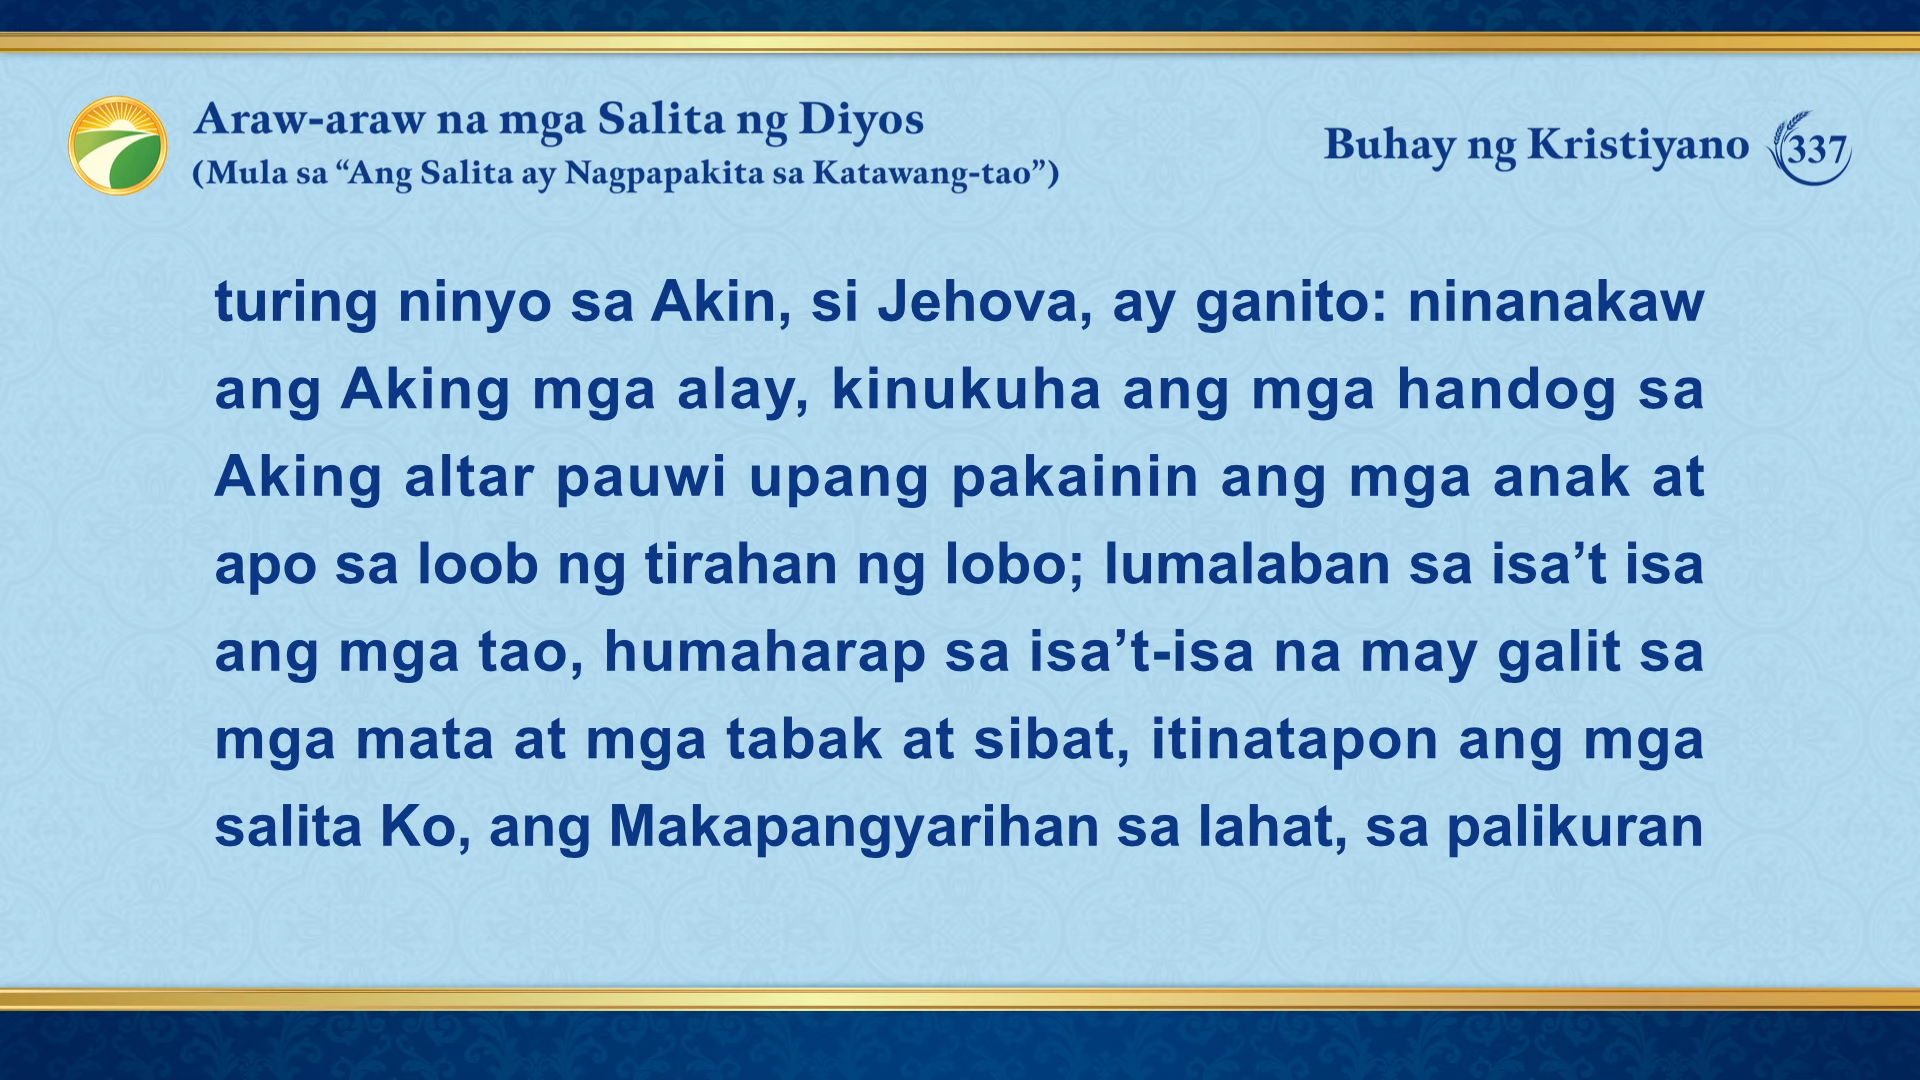 Araw-araw na mga Salita ng Diyos
(Mula sa “Ang Salita ay Nagpapakita sa Katawang-tao”)
Buhay ng Kristiyano 337
turing ninyo sa Akin, si Jehova, ay ganito: ninanakaw
ang Aking mga alay, kinukuha ang mga handog sa
Aking altar pauwi upang pakainin ang mga anak at
apo sa loob ng tirahan ng lobo; lumalaban sa isa’t isa
ang mga tao, humaharap sa isa’t-isa na may galit sa
mga mata at mga tabak at sibat, itinatapon ang mga
salita Ko, ang Makapangyarihan sa lahat, sa palikuran